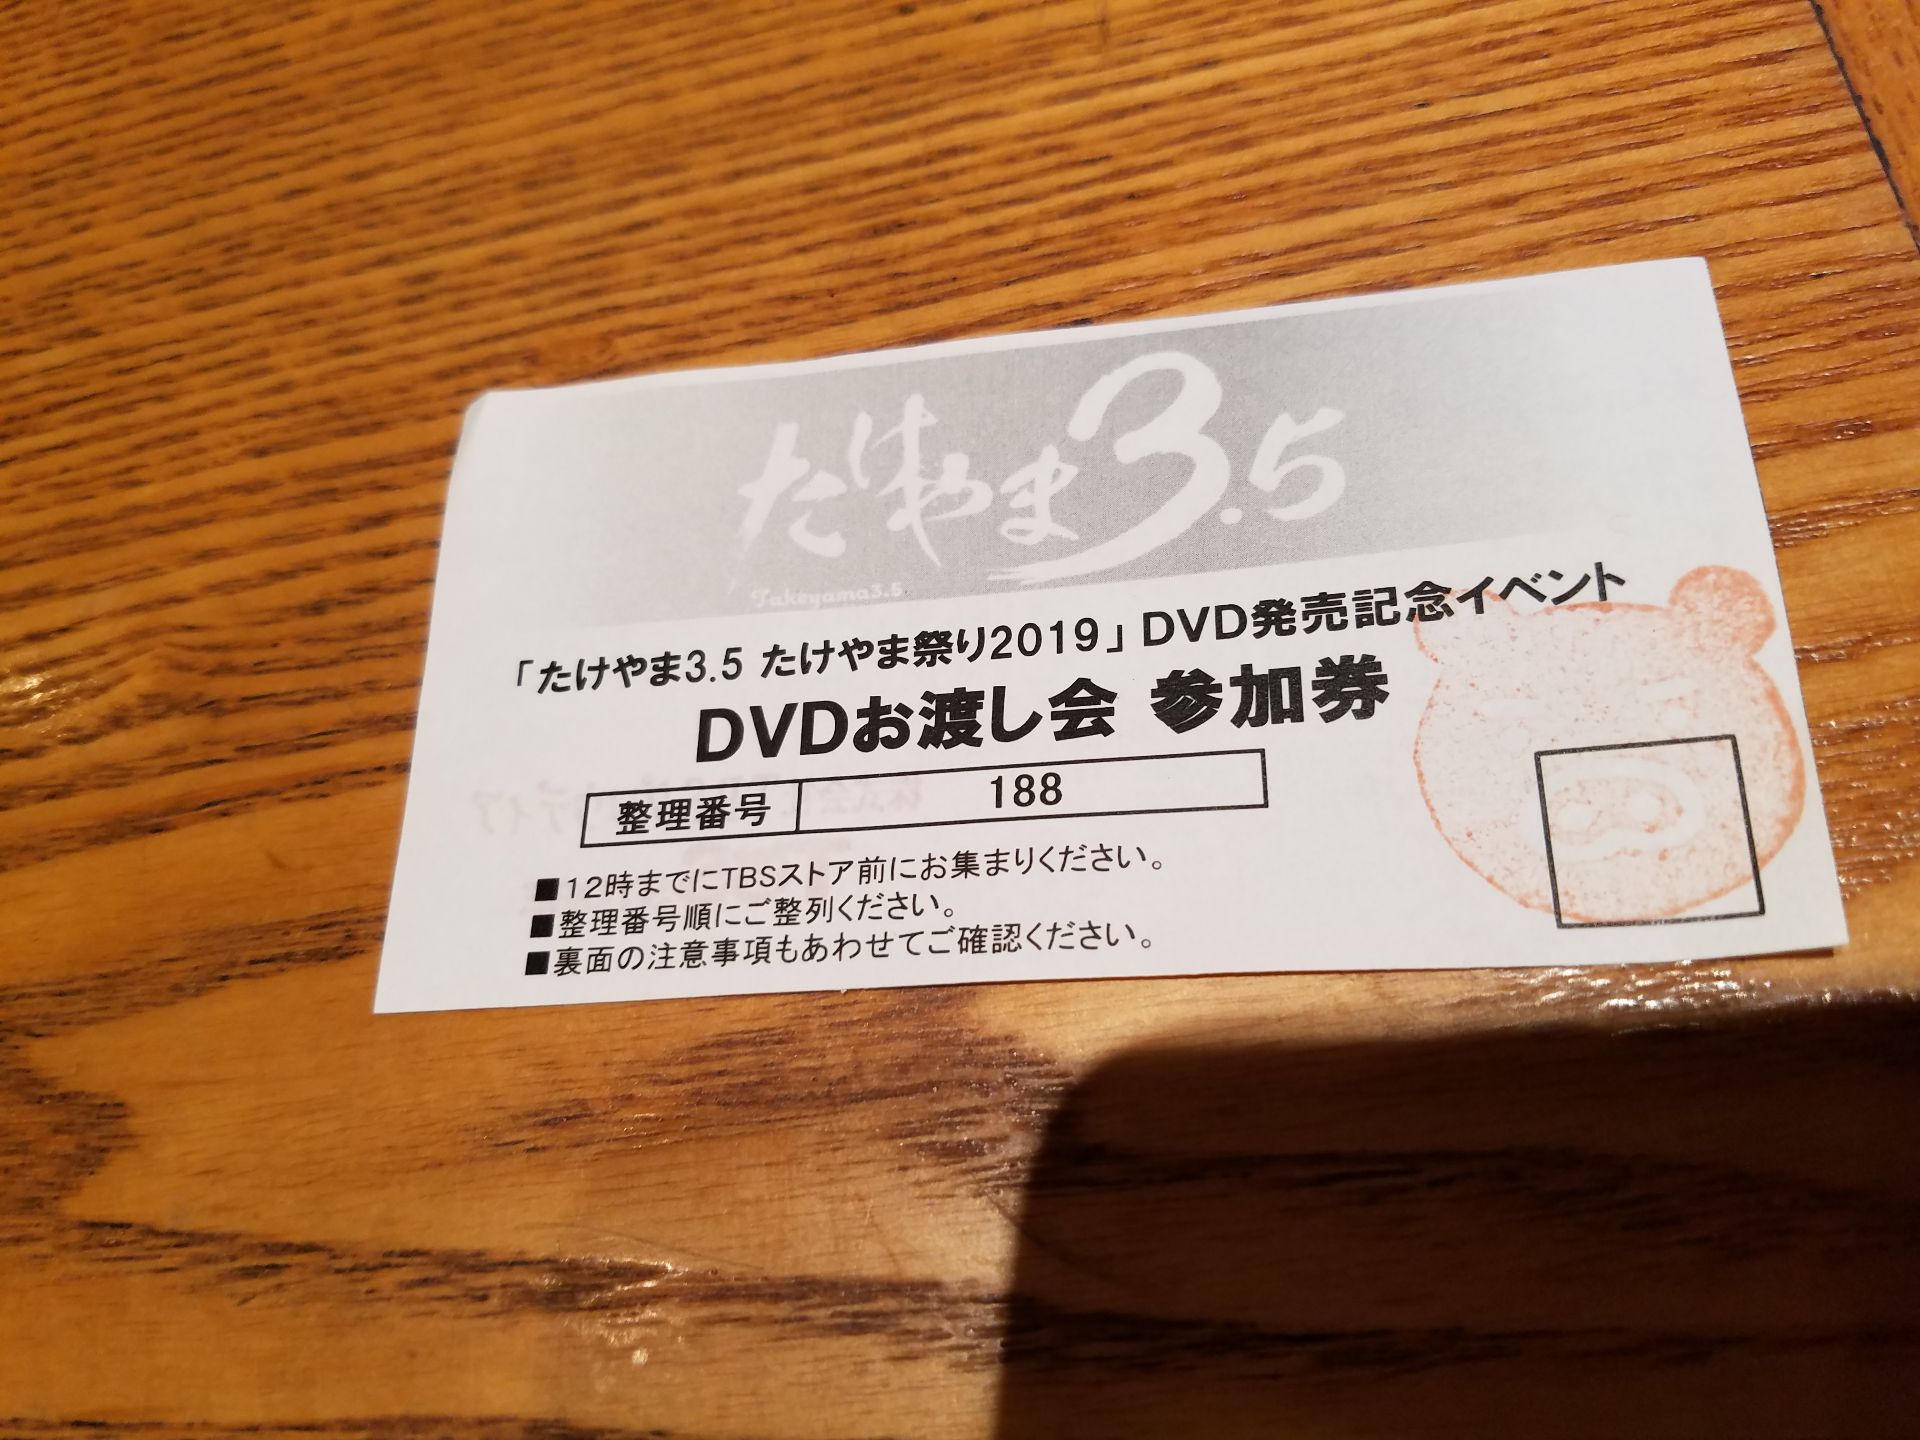 たけやま3.5
Takeyama3.5
「たけやま3.5 たけやま祭り2019」DVD発売記念イベント
DVDお渡し会 参加券
整理番号 188
■12時までにTBSストア前にお集まりください。
■整理番号順にご整列ください。
■裏面の注意事項もあわせてご確認ください。